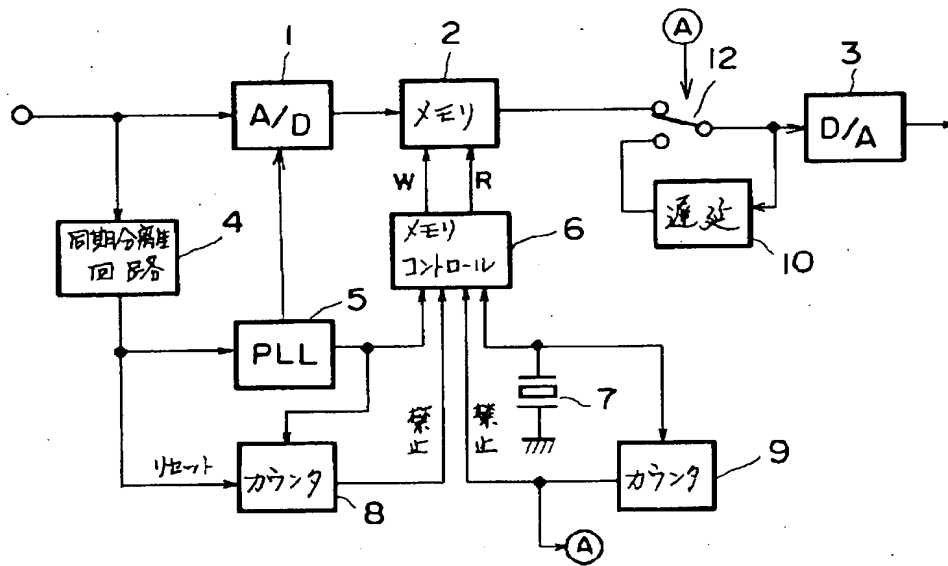 A
1
2
12
3
A/D
メモリ
D/A
W
R
4
同期分離
回路
メモリ
コントロール
6
遅延
10
5
PLL
7
禁止
禁止
9
リセット
カウンタ
8
カウンタ
A